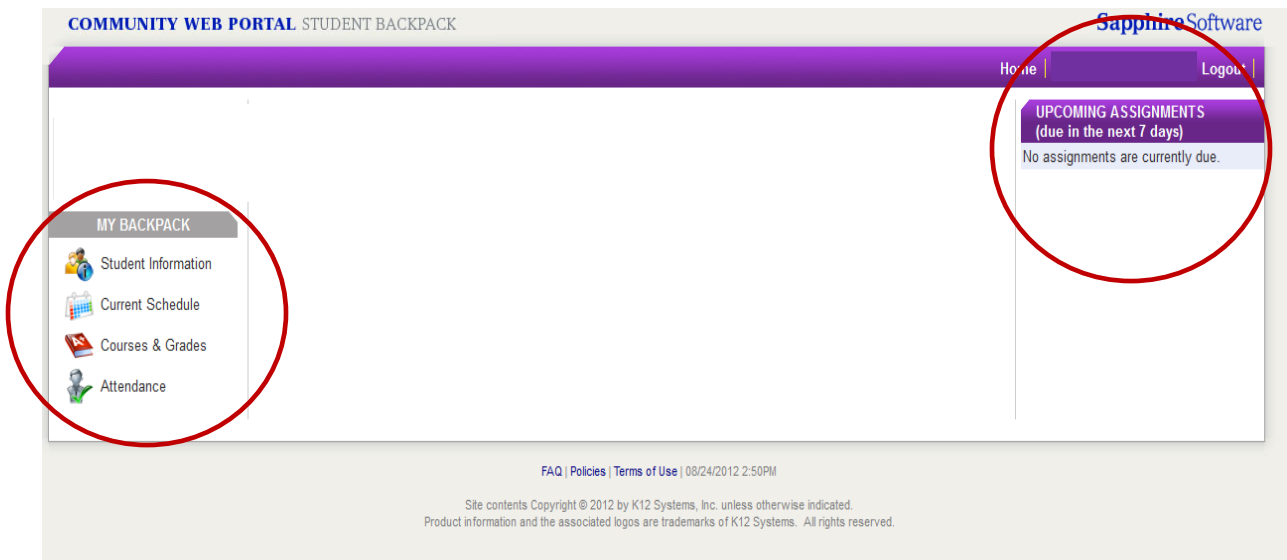 COMMUNITY WEB PORTAL STUDENT BACKPACK
SapphireSoftware
Home | Logout |
UPCOMING ASSIGNMENTS
(due in the next 7 days)
No assignments are currently due.
MY BACKPACK
Student Information
Current Schedule
Courses & Grades
Attendance
FAQ | Policies | Terms of Use | 08/24/2012 2:50PM
Site contents Copyright © 2012 by K12 Systems, Inc. unless otherwise indicated.
Product information and the associated logos are trademarks of K12 Systems. All rights reserved.